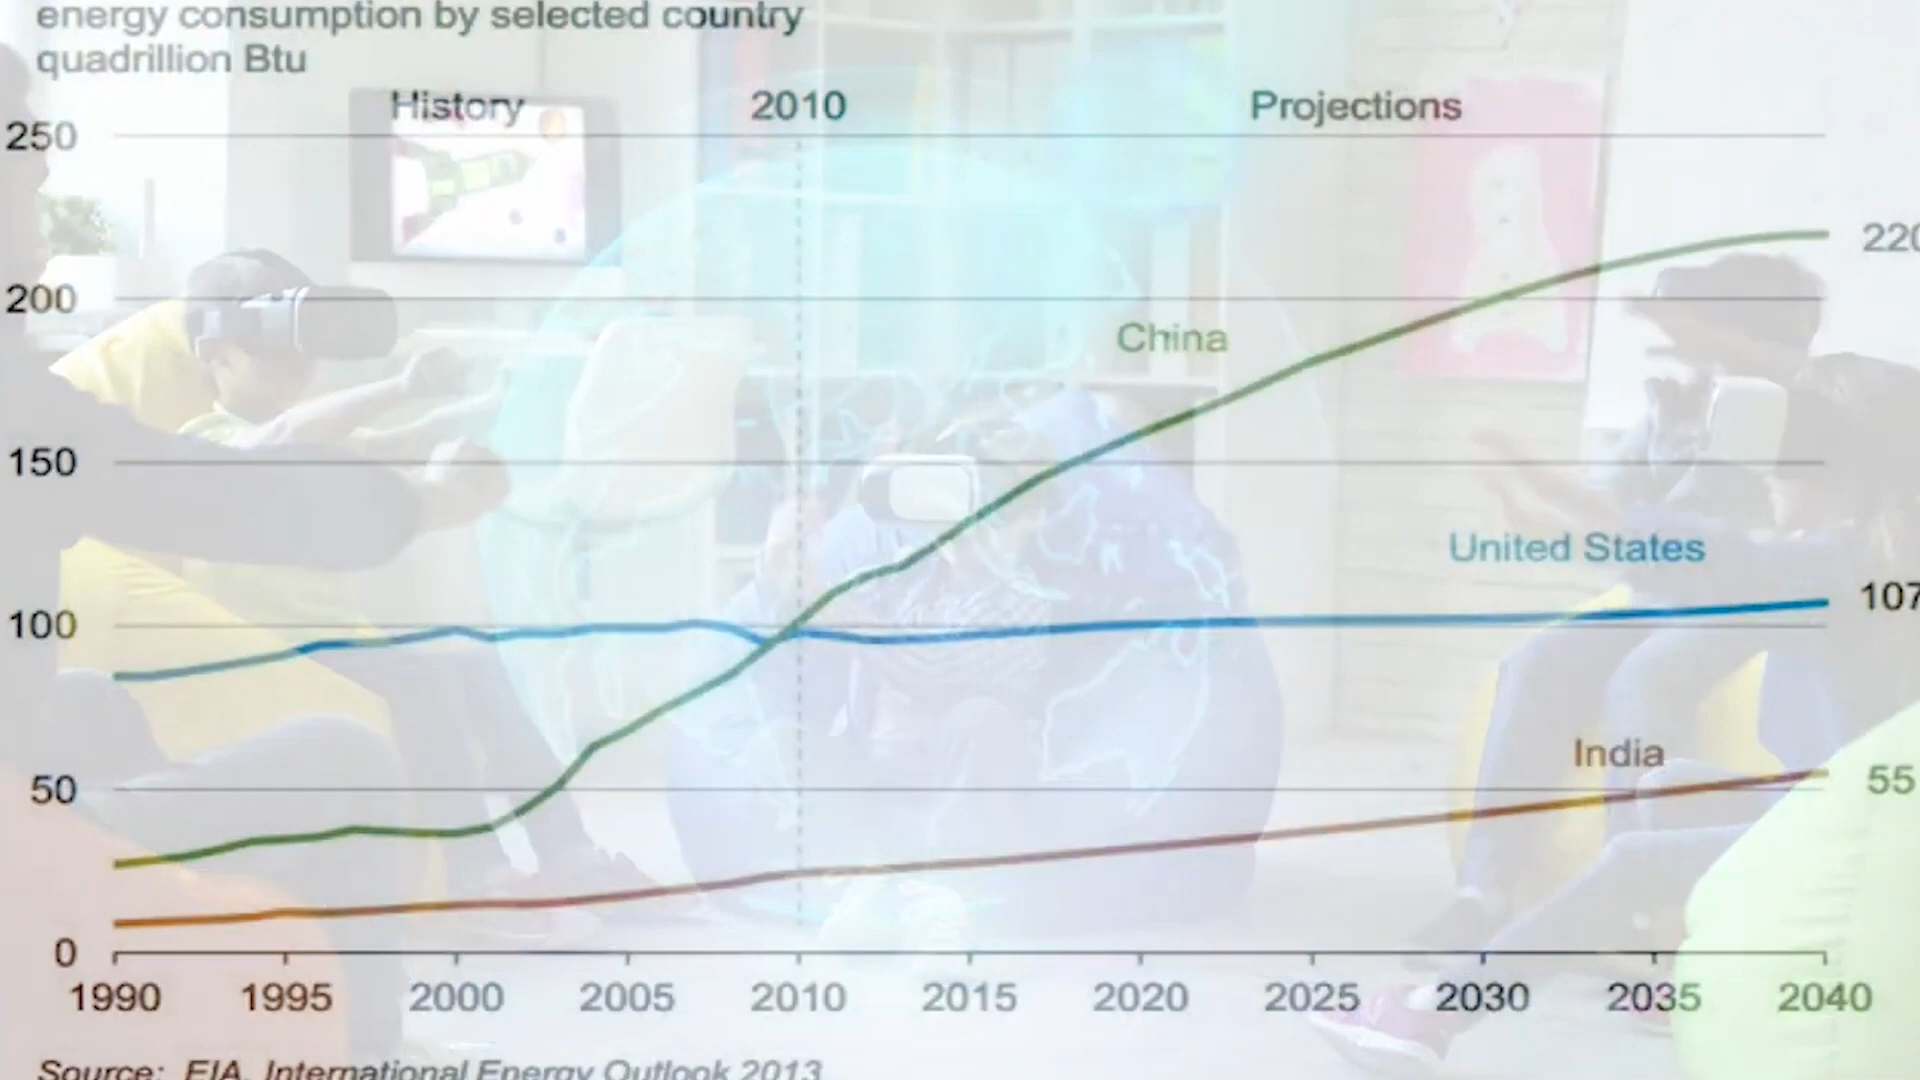 energy consumption by selected country
quadrillion Btu
History 2010 Projections
250
220
200
China
150
United States
107
100
India
55
50
0
1990 1995 2000 2005 2010 2015 2020 2025 2030 2035 2040
Source: EIA, International Energy Outlook 2013